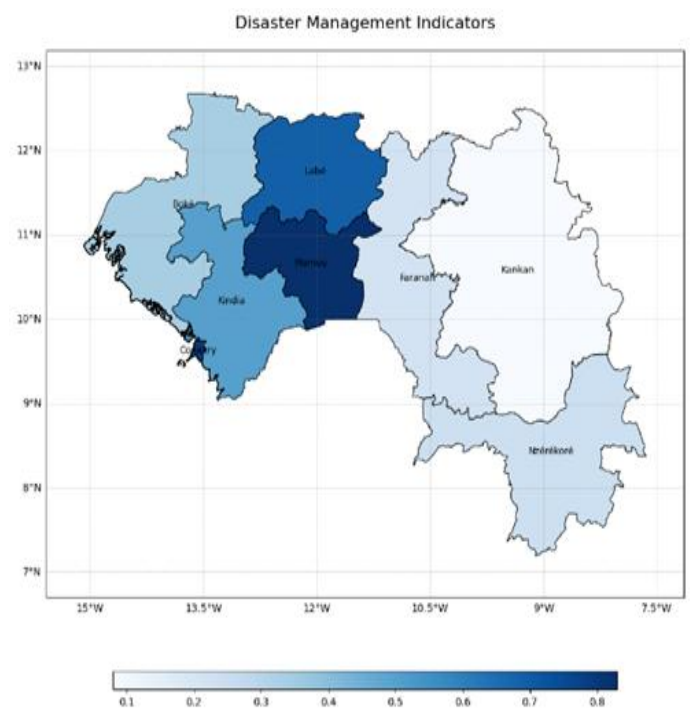 Disaster Management Indicators
13°N
12°N
Labé
Boké
11°N
Mamou
Faranah
Kankan
Kindia
10°N
Conakry
9°N
Nzérékoré
8°N
7°N
15°W 13.5°W 12°W 10.5°W 9°W 7.5°W
0.1 0.2 0.3 0.4 0.5 0.6 0.7 0.8